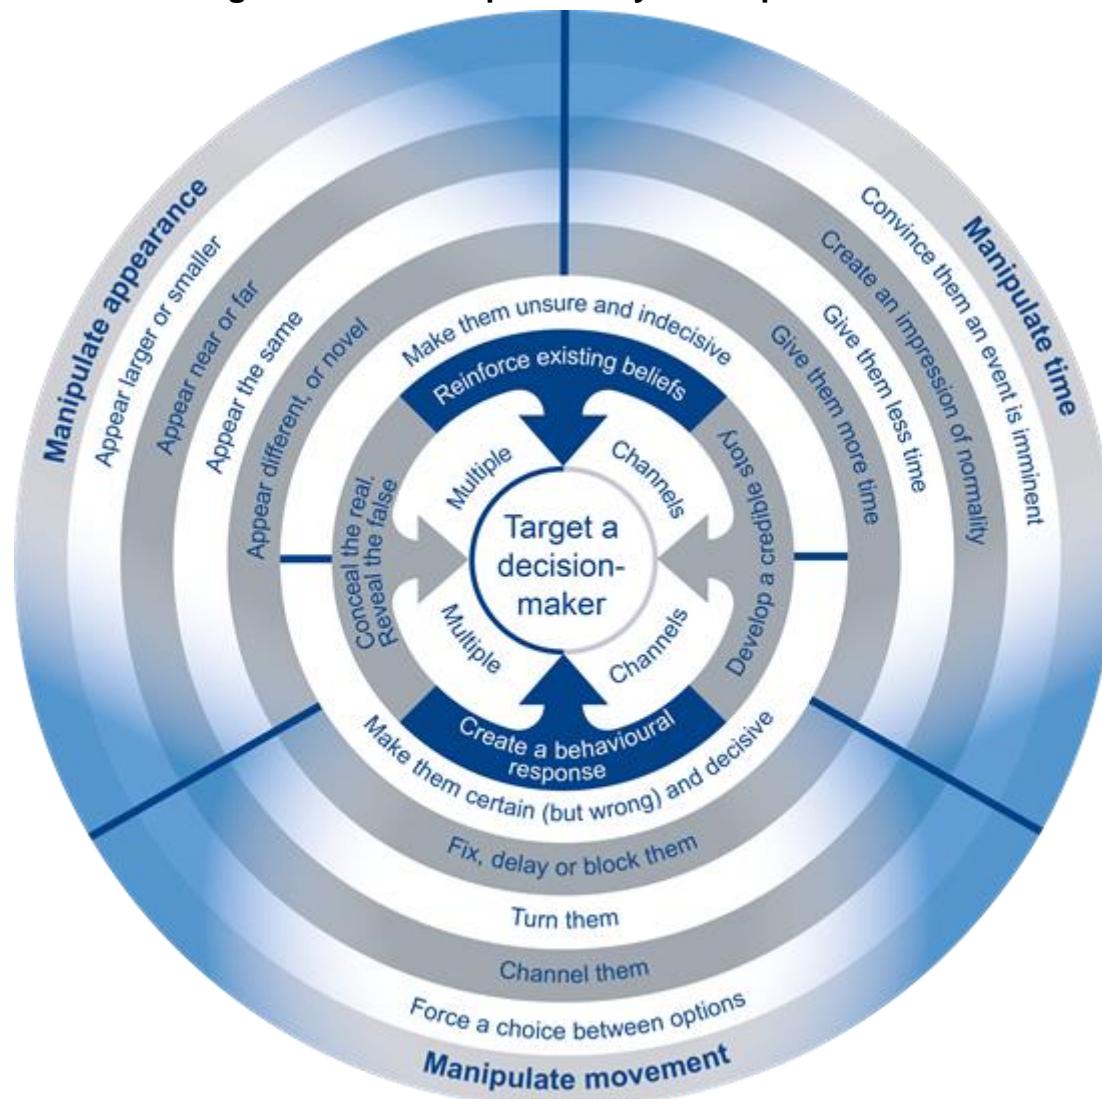 Manipulate appearance
Appear larger or smaller
Appear near or far
Appear the same
Appear different, or novel
Manipulate time
Convince them an event is imminent
Create an impression of normality
Give them less time
Give them more time
Make them unsure and indecisive
Reinforce existing beliefs
Multiple
Channels
Conceal the real.
Reveal the false
Target a
decision-
maker
Develop a credible story
Multiple
Channels
Create a behavioural
response
Make them certain (but wrong) and decisive
Fix, delay or block them
Turn them
Channel them
Force a choice between options
Manipulate movement